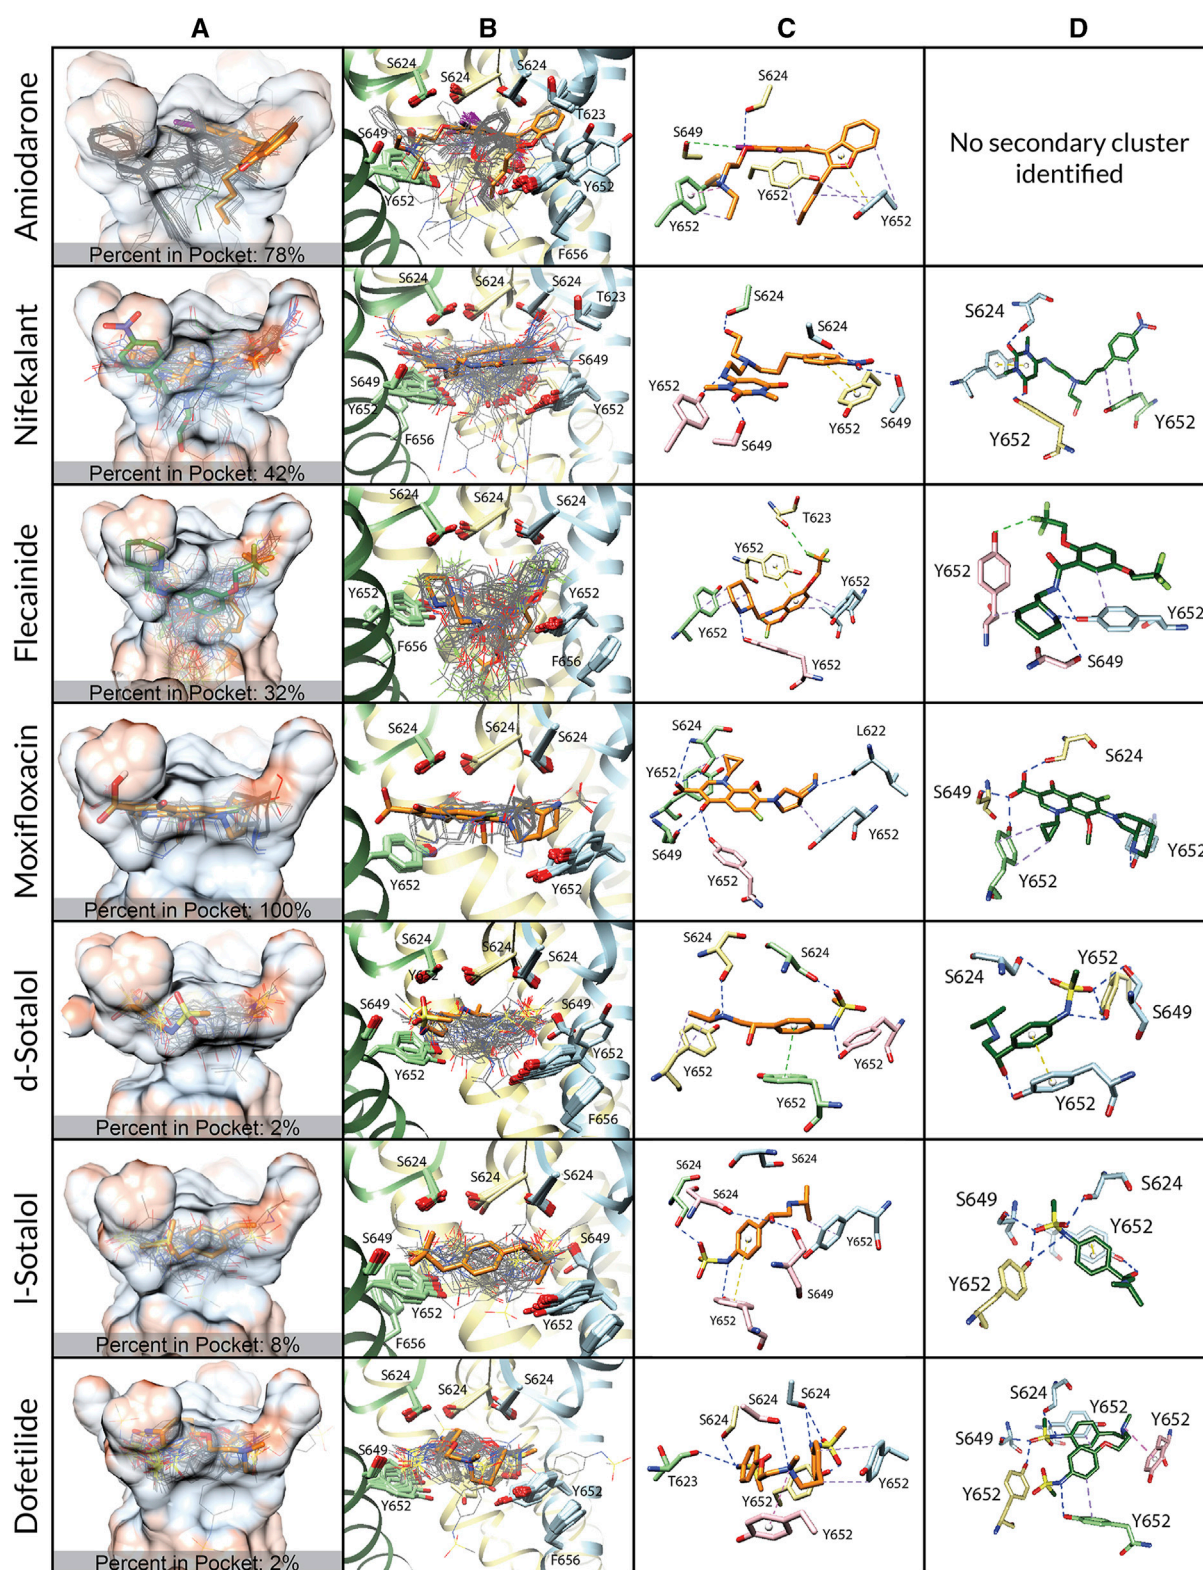 A B C D
Amiodarone
Percent in Pocket: 78%
S624 S624 S624
T623
S649
Y652
Y652
F656
S624
S649
Y652
Y652
Y652
No secondary cluster
identified
Nifekalant
Percent in Pocket: 42%
S624 S624 S624
T623
S649
S649
Y652
Y652
F656
S624
S624
Y652
S649
Y652
S649
S624
Y652
Y652
Flecainide
Percent in Pocket: 32%
S624 S624 S624
Y652
Y652
F656
F656
T623
Y652
Y652
Y652
Y652
Y652
Y652
S649
Moxifloxacin
Percent in Pocket: 100%
S624
S624
S624
Y652
Y652
S624
L622
Y652
S649
Y652
Y652
S624
S649
Y652
Y652
d-Sotalol
Percent in Pocket: 2%
S624
S624
S624
Y652
S649
S649
Y652
Y652
F656
S624
S624
Y652
Y652
Y652
S624
Y652
S649
Y652
l-Sotalol
Percent in Pocket: 8%
S624 S624 S624
S649
S649
Y652
Y652
F656
S624
S624
S624
Y652
S649
Y652
S649
S624
Y652
Y652
Dofetilide
Percent in Pocket: 2%
S624
S624
S624
S649
Y652
Y652
F656
S624
S624
S624
T623
Y652
Y652
Y652
S624
Y652
Y652
S649
Y652
Y652